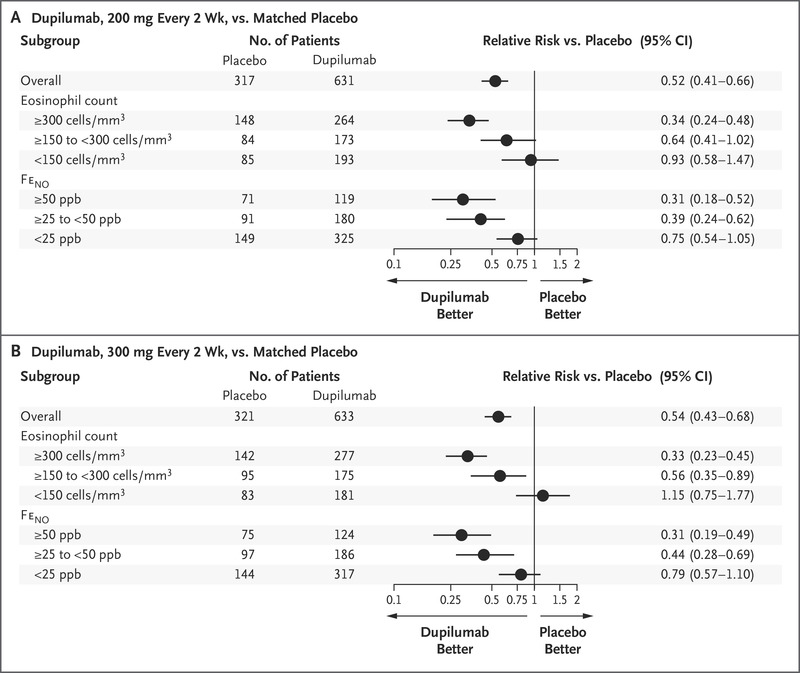 A Dupilumab, 200 mg Every 2 Wk, vs. Matched Placebo
Subgroup No. of Patients Relative Risk vs. Placebo (95% CI)
Placebo Dupilumab
Overall 317 631 0.52 (0.41–0.66)
Eosinophil count
≥300 cells/mm³ 148 264 0.34 (0.24–0.48)
≥150 to <300 cells/mm³ 84 173 0.64 (0.41–1.02)
<150 cells/mm³ 85 193 0.93 (0.58–1.47)
FENO
≥50 ppb 71 119 0.31 (0.18–0.52)
≥25 to <50 ppb 91 180 0.39 (0.24–0.62)
<25 ppb 149 325 0.75 (0.54–1.05)
0.1 0.25 0.5 0.75 1 1.5 2
Dupilumab Better Placebo Better
B Dupilumab, 300 mg Every 2 Wk, vs. Matched Placebo
Subgroup No. of Patients Relative Risk vs. Placebo (95% CI)
Placebo Dupilumab
Overall 321 633 0.54 (0.43–0.68)
Eosinophil count
≥300 cells/mm³ 142 277 0.33 (0.23–0.45)
≥150 to <300 cells/mm³ 95 175 0.56 (0.35–0.89)
<150 cells/mm³ 83 181 1.15 (0.75–1.77)
FENO
≥50 ppb 75 124 0.31 (0.19–0.49)
≥25 to <50 ppb 97 186 0.44 (0.28–0.69)
<25 ppb 144 317 0.79 (0.57–1.10)
0.1 0.25 0.5 0.75 1 1.5 2
Dupilumab Better Placebo Better